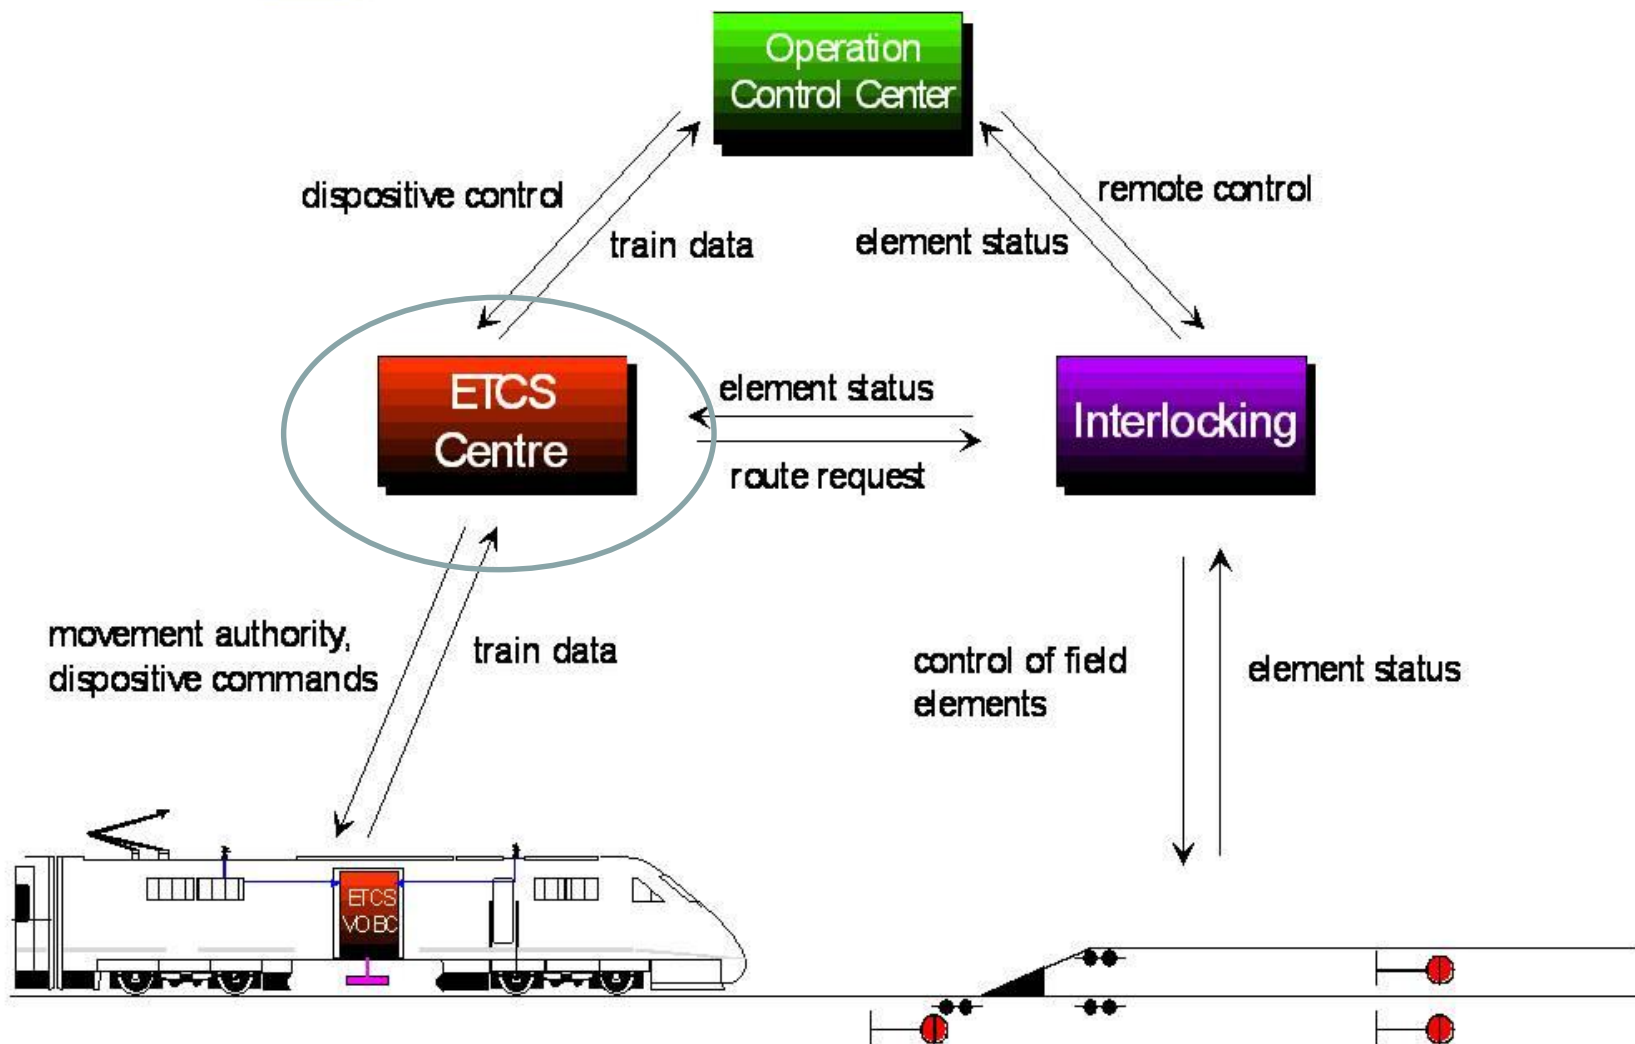 Operation
Control Center
dispositive control
remote control
train data
element status
ETCS
Centre
element status
Interlocking
route request
movement authority,
dispositive commands
train data
control of field
elements
element status
ETCS
VOBC